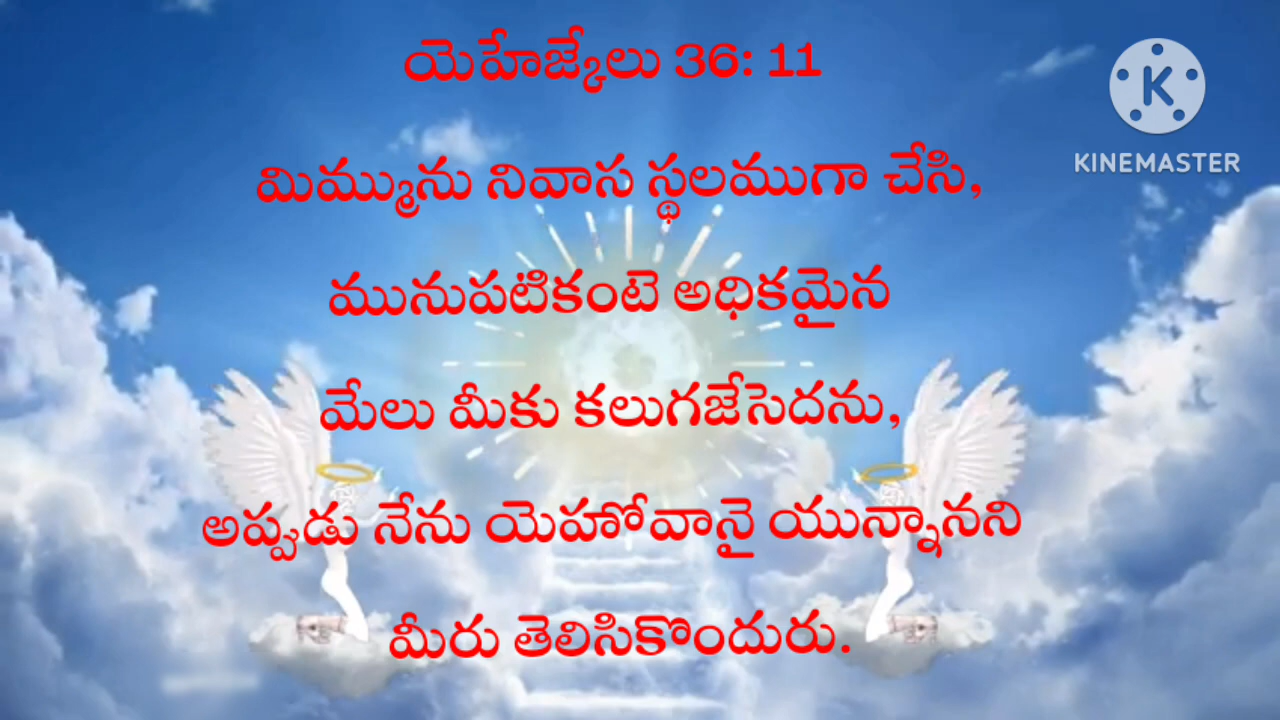 యెహేజ్కేలు 36: 11
KINEMASTER
మిమ్మును నివాస స్థలముగా చేసి,
మునుపటికంటె అధికమైన
మేలు మీకు కలుగజేసెదను,
అప్పుడు నేను యెహోవానై యున్నానని
మీరు తెలిసికొందురు.